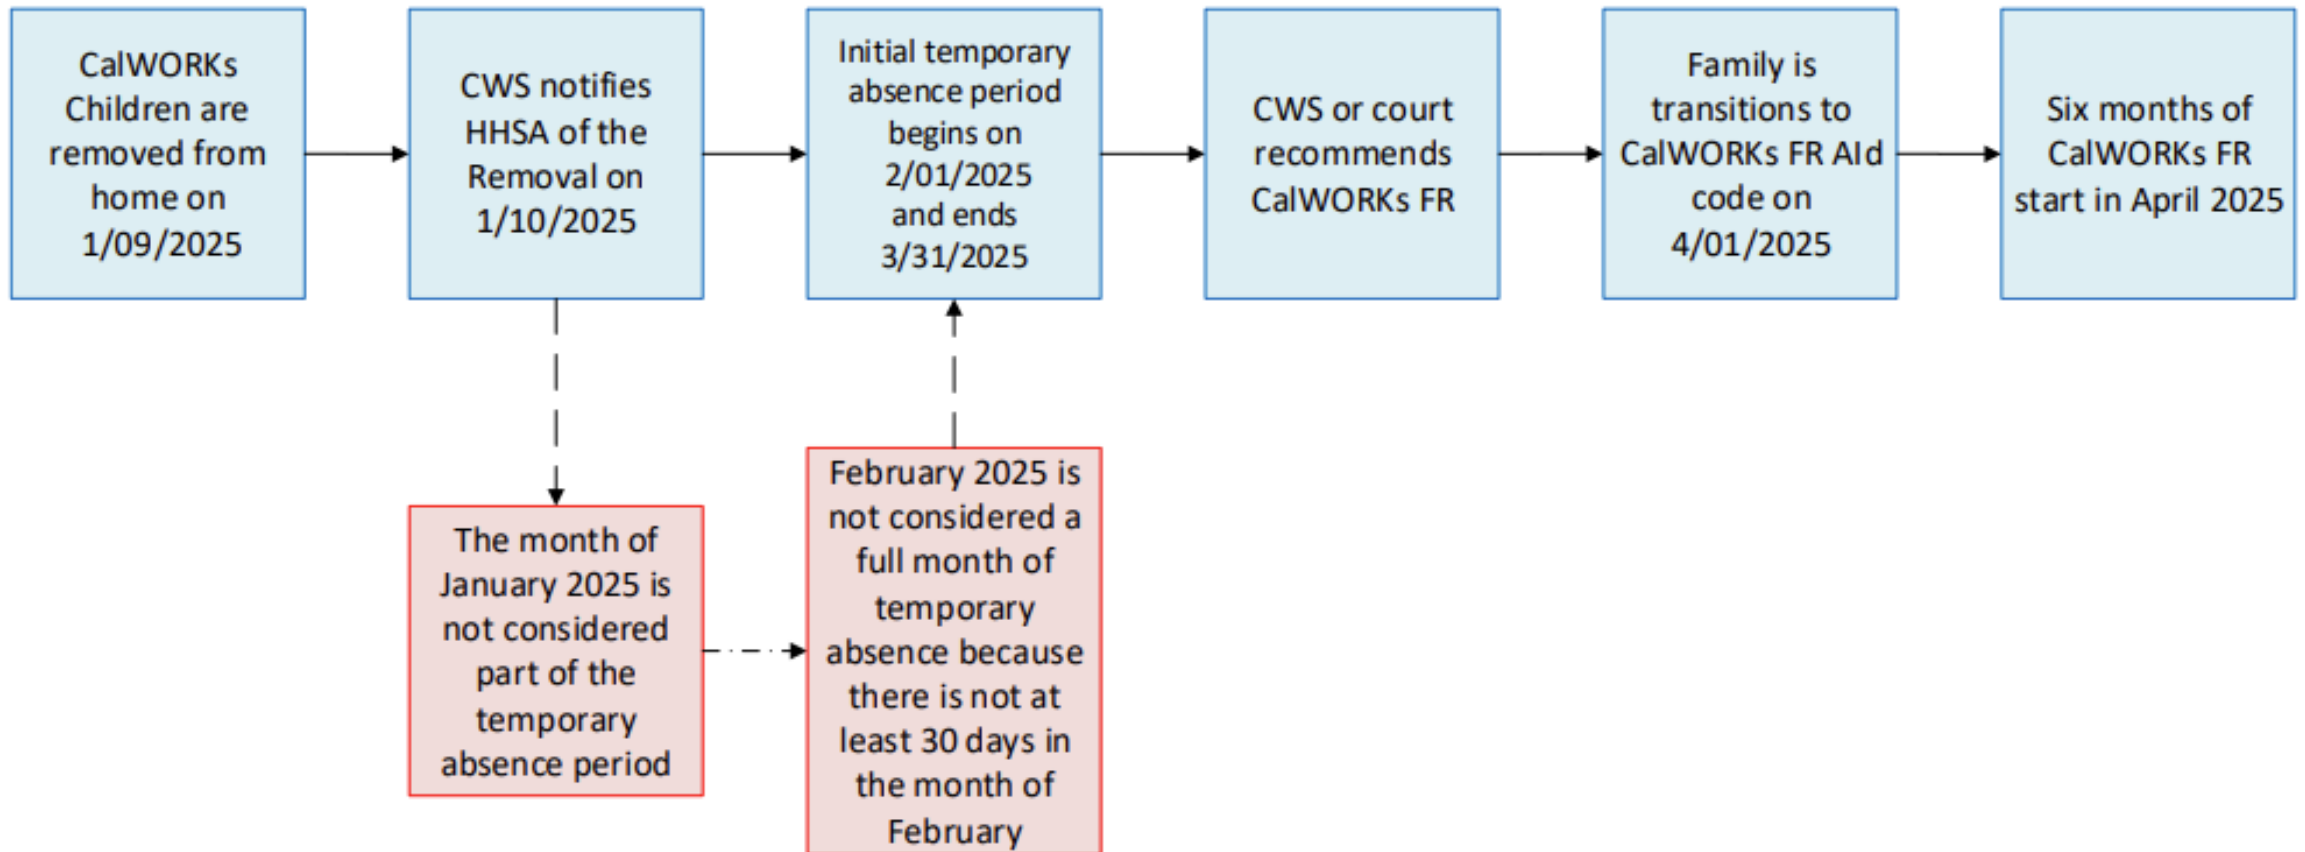 CalWORKs
Children are
removed from
home on
1/09/2025
CWS notifies
HHSA of the
Removal on
1/10/2025
Initial temporary
absence period
begins on
2/01/2025
and ends
3/31/2025
CWS or court
recommends
CalWORKs FR
Family is
transitions to
CalWORKs FR AId
code on
4/01/2025
Six months of
CalWORKs FR
start in April 2025
The month of
January 2025 is
not considered
part of the
temporary
absence period
February 2025 is
not considered a
full month of
temporary
absence because
there is not at
least 30 days in
the month of
February